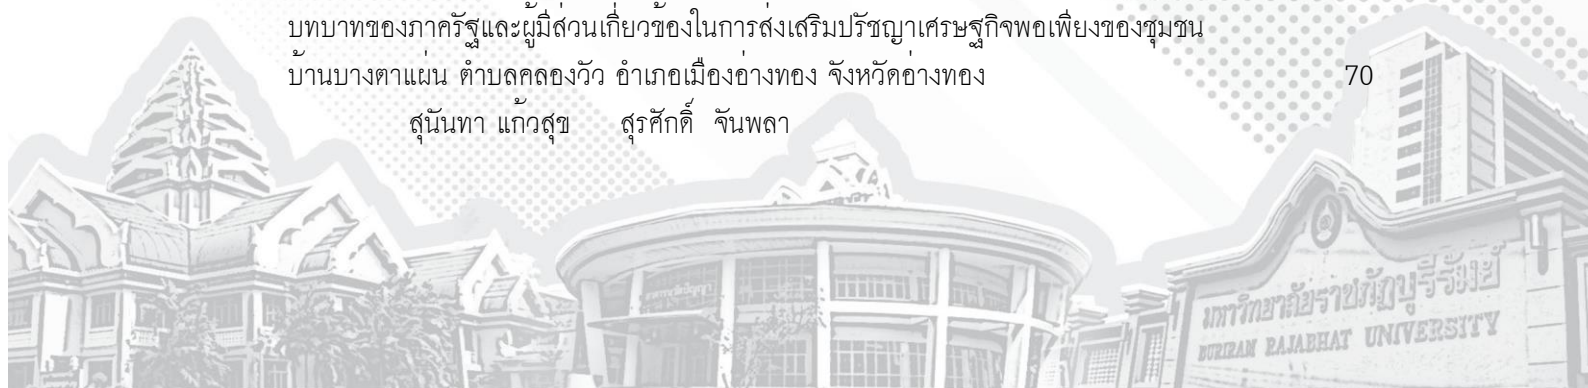 บทบาทของภาครัฐและผู้มีส่วนเกี่ยวข้องในการส่งเสริมปรัชญาเศรษฐกิจพอเพียงของชุมชน
บ้านบางตาแผ่น ตำบลคลองวัว อำเภอเมืองอ่างทอง จังหวัดอ่างทอง 70
สุนันทา แก้วสุข สุรศักดิ์ จันพลา
มหาวิทยาลัยราชภัฏบุรีรัมย์
BURIRAM RAJABHAT UNIVERSITY